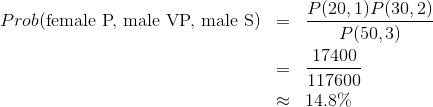 Prob(female P, male VP, male S) = P(20,1)P(30,2) / P(50,3)
= 17400 / 117600
≈ 14.8%